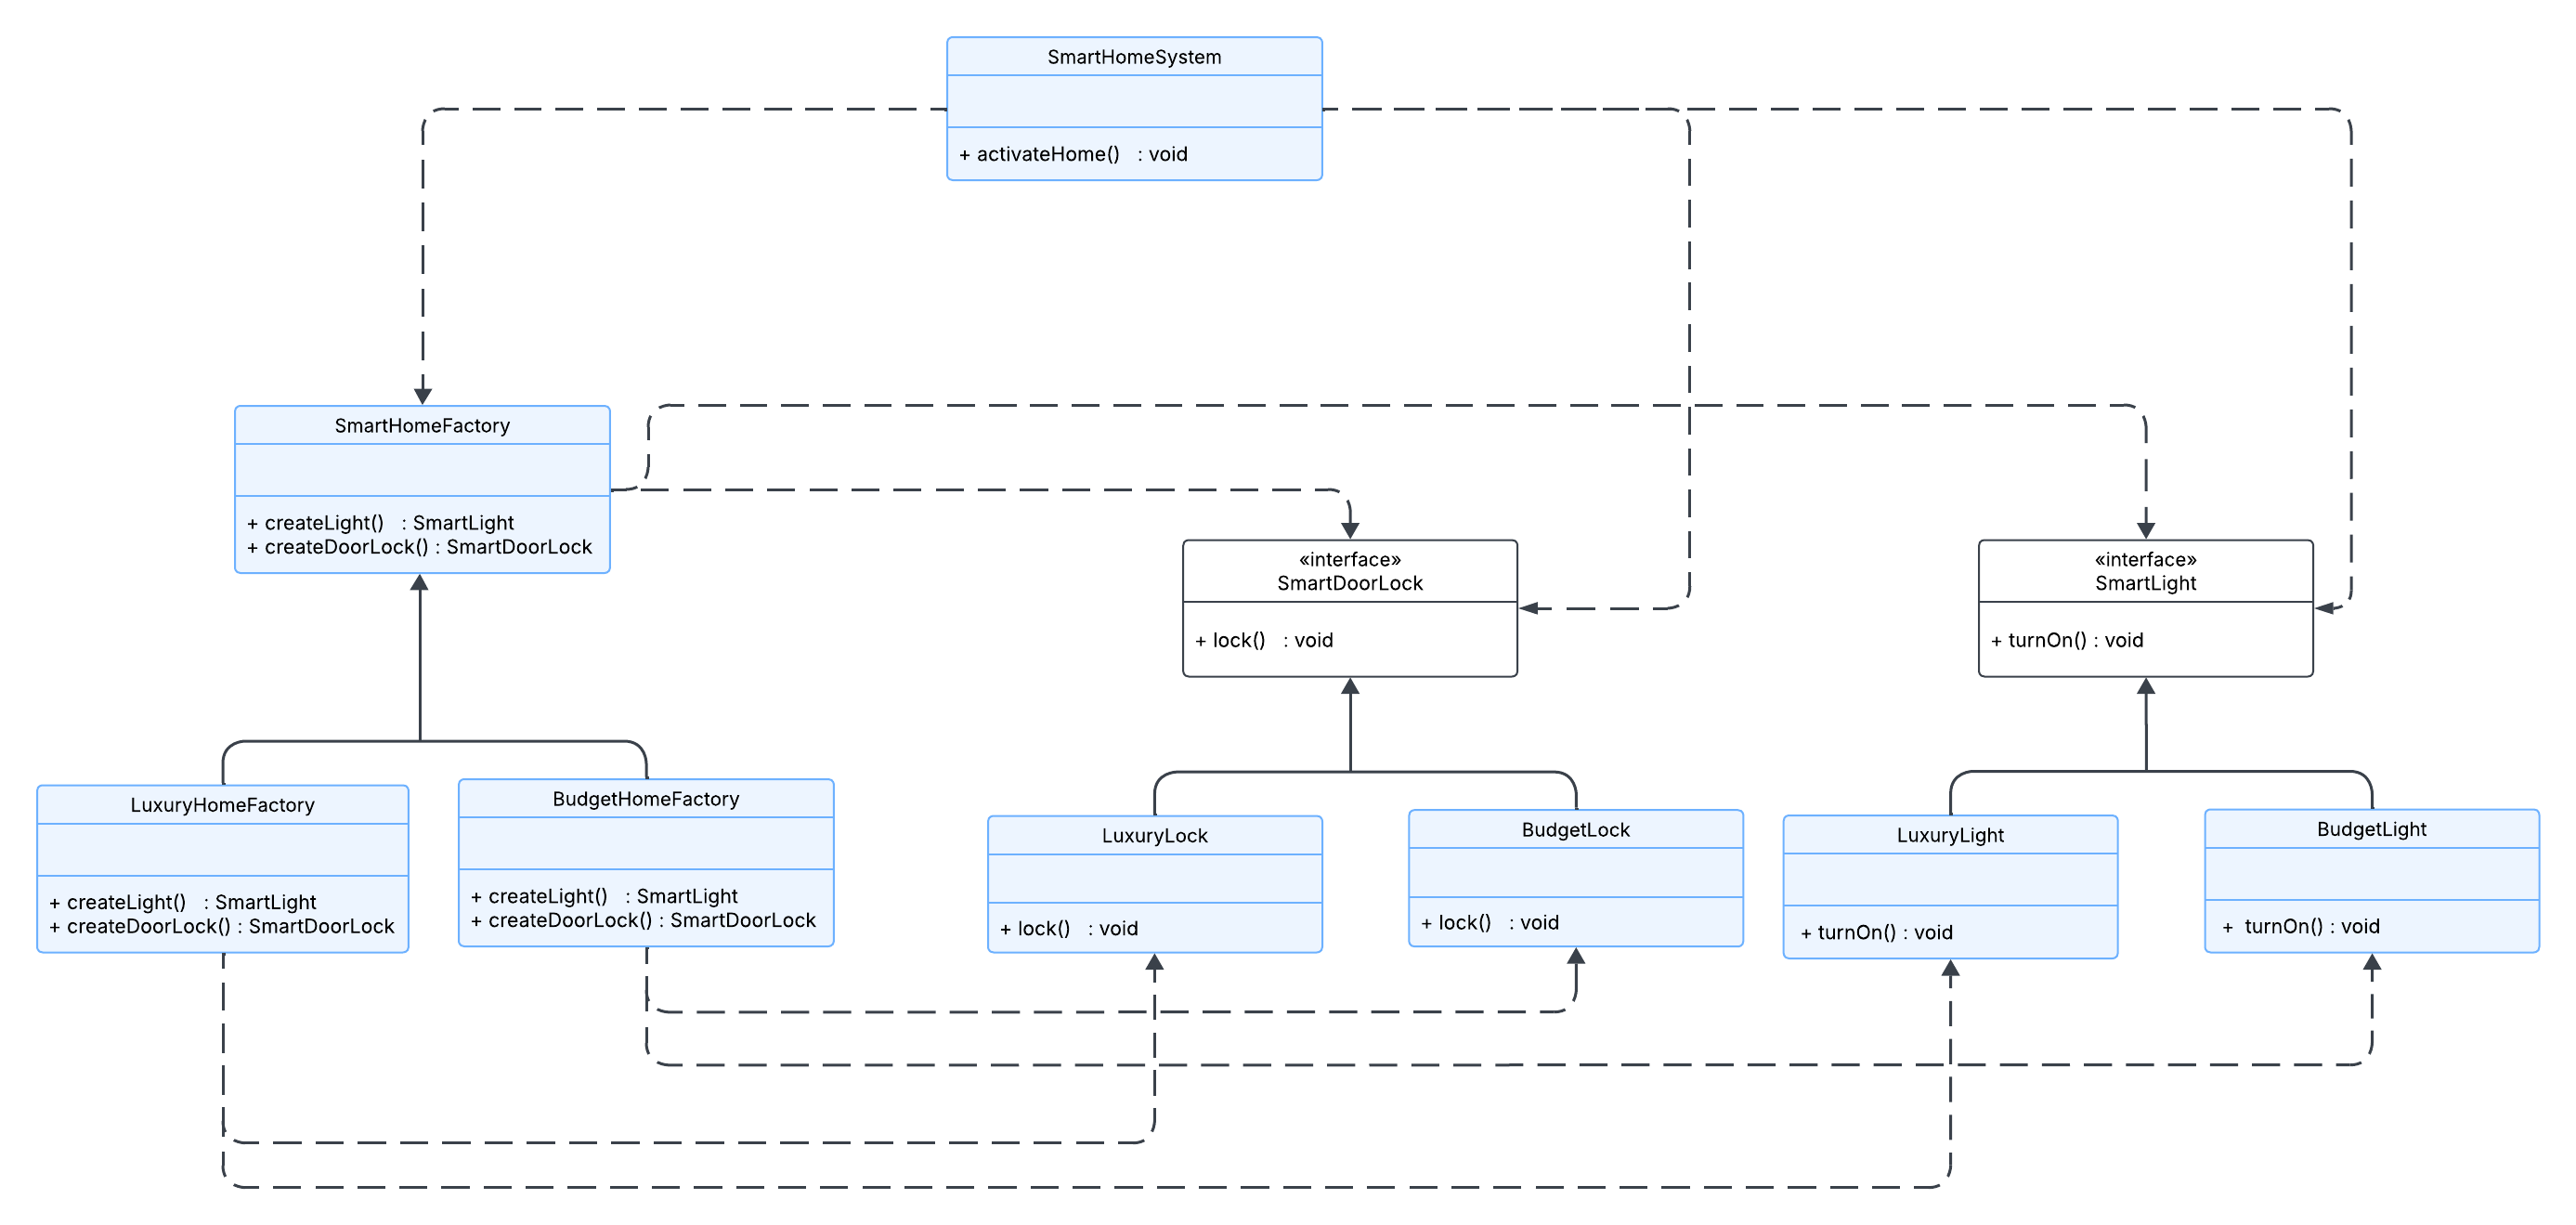 SmartHomeSystem
+ activateHome()   : void
SmartHomeFactory
+ createLight()   : SmartLight
+ createDoorLock() : SmartDoorLock
«interface»
SmartDoorLock
+ lock()   : void
«interface»
SmartLight
+ turnOn() : void
LuxuryHomeFactory
+ createLight()   : SmartLight
+ createDoorLock() : SmartDoorLock
BudgetHomeFactory
+ createLight()   : SmartLight
+ createDoorLock() : SmartDoorLock
LuxuryLock
+ lock()   : void
BudgetLock
+ lock()   : void
LuxuryLight
+ turnOn() : void
BudgetLight
+  turnOn() : void